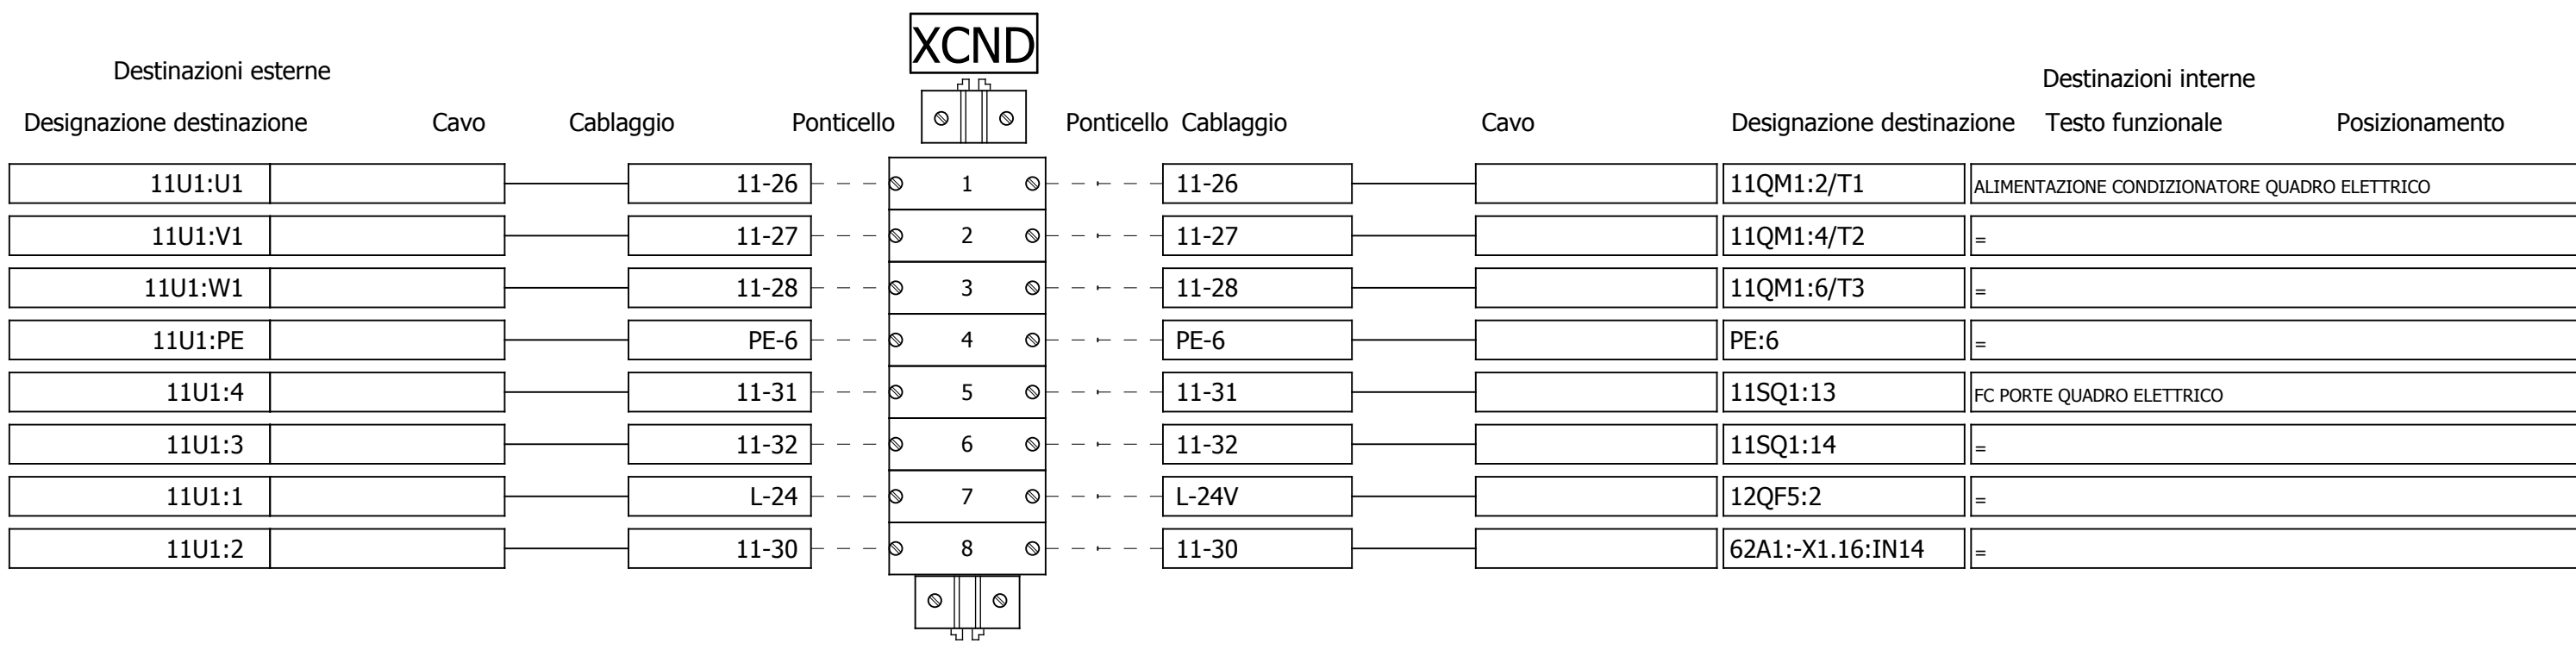 XCND
Destinazioni esterne
Destinazioni interne
Designazione destinazione Cavo Cablaggio Ponticello Ponticello Cablaggio Cavo Designazione destinazione Testo funzionale Posizionamento
11U1:U1 11-26 1 11-26 11QM1:2/T1 ALIMENTAZIONE CONDIZIONATORE QUADRO ELETTRICO
11U1:V1 11-27 2 11-27 11QM1:4/T2 =
11U1:W1 11-28 3 11-28 11QM1:6/T3 =
11U1:PE PE-6 4 PE-6 PE:6 =
11U1:4 11-31 5 11-31 11SQ1:13 FC PORTE QUADRO ELETTRICO
11U1:3 11-32 6 11-32 11SQ1:14 =
11U1:1 L-24 7 L-24V 12QF5:2 =
11U1:2 11-30 8 11-30 62A1:-X1.16:IN14 =